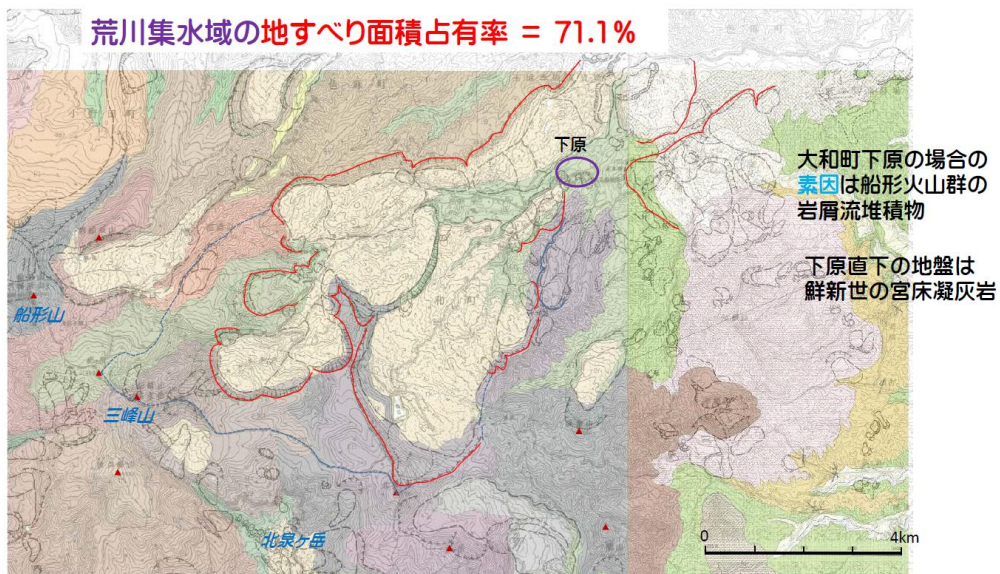 荒川集水域の地すべり面積占有率 = 71.1%
下原
大和町下原の場合の
素因は船形火山群の
岩屑流堆積物
下原直下の地盤は
鮮新世の宮床凝灰岩
船形山
三峰山
北泉ヶ岳
0
4km